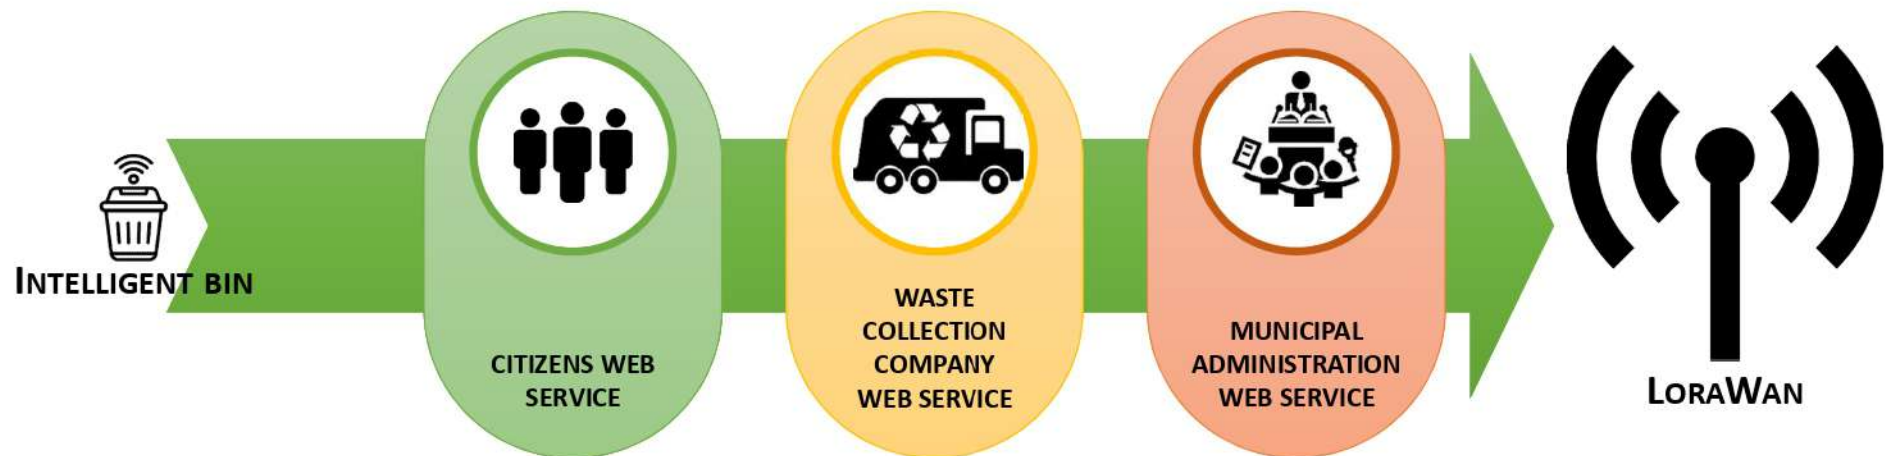 INTELLIGENT BIN
CITIZENS WEB
SERVICE
WASTE
COLLECTION
COMPANY
WEB SERVICE
MUNICIPAL
ADMINISTRATION
WEB SERVICE
LORAWAN